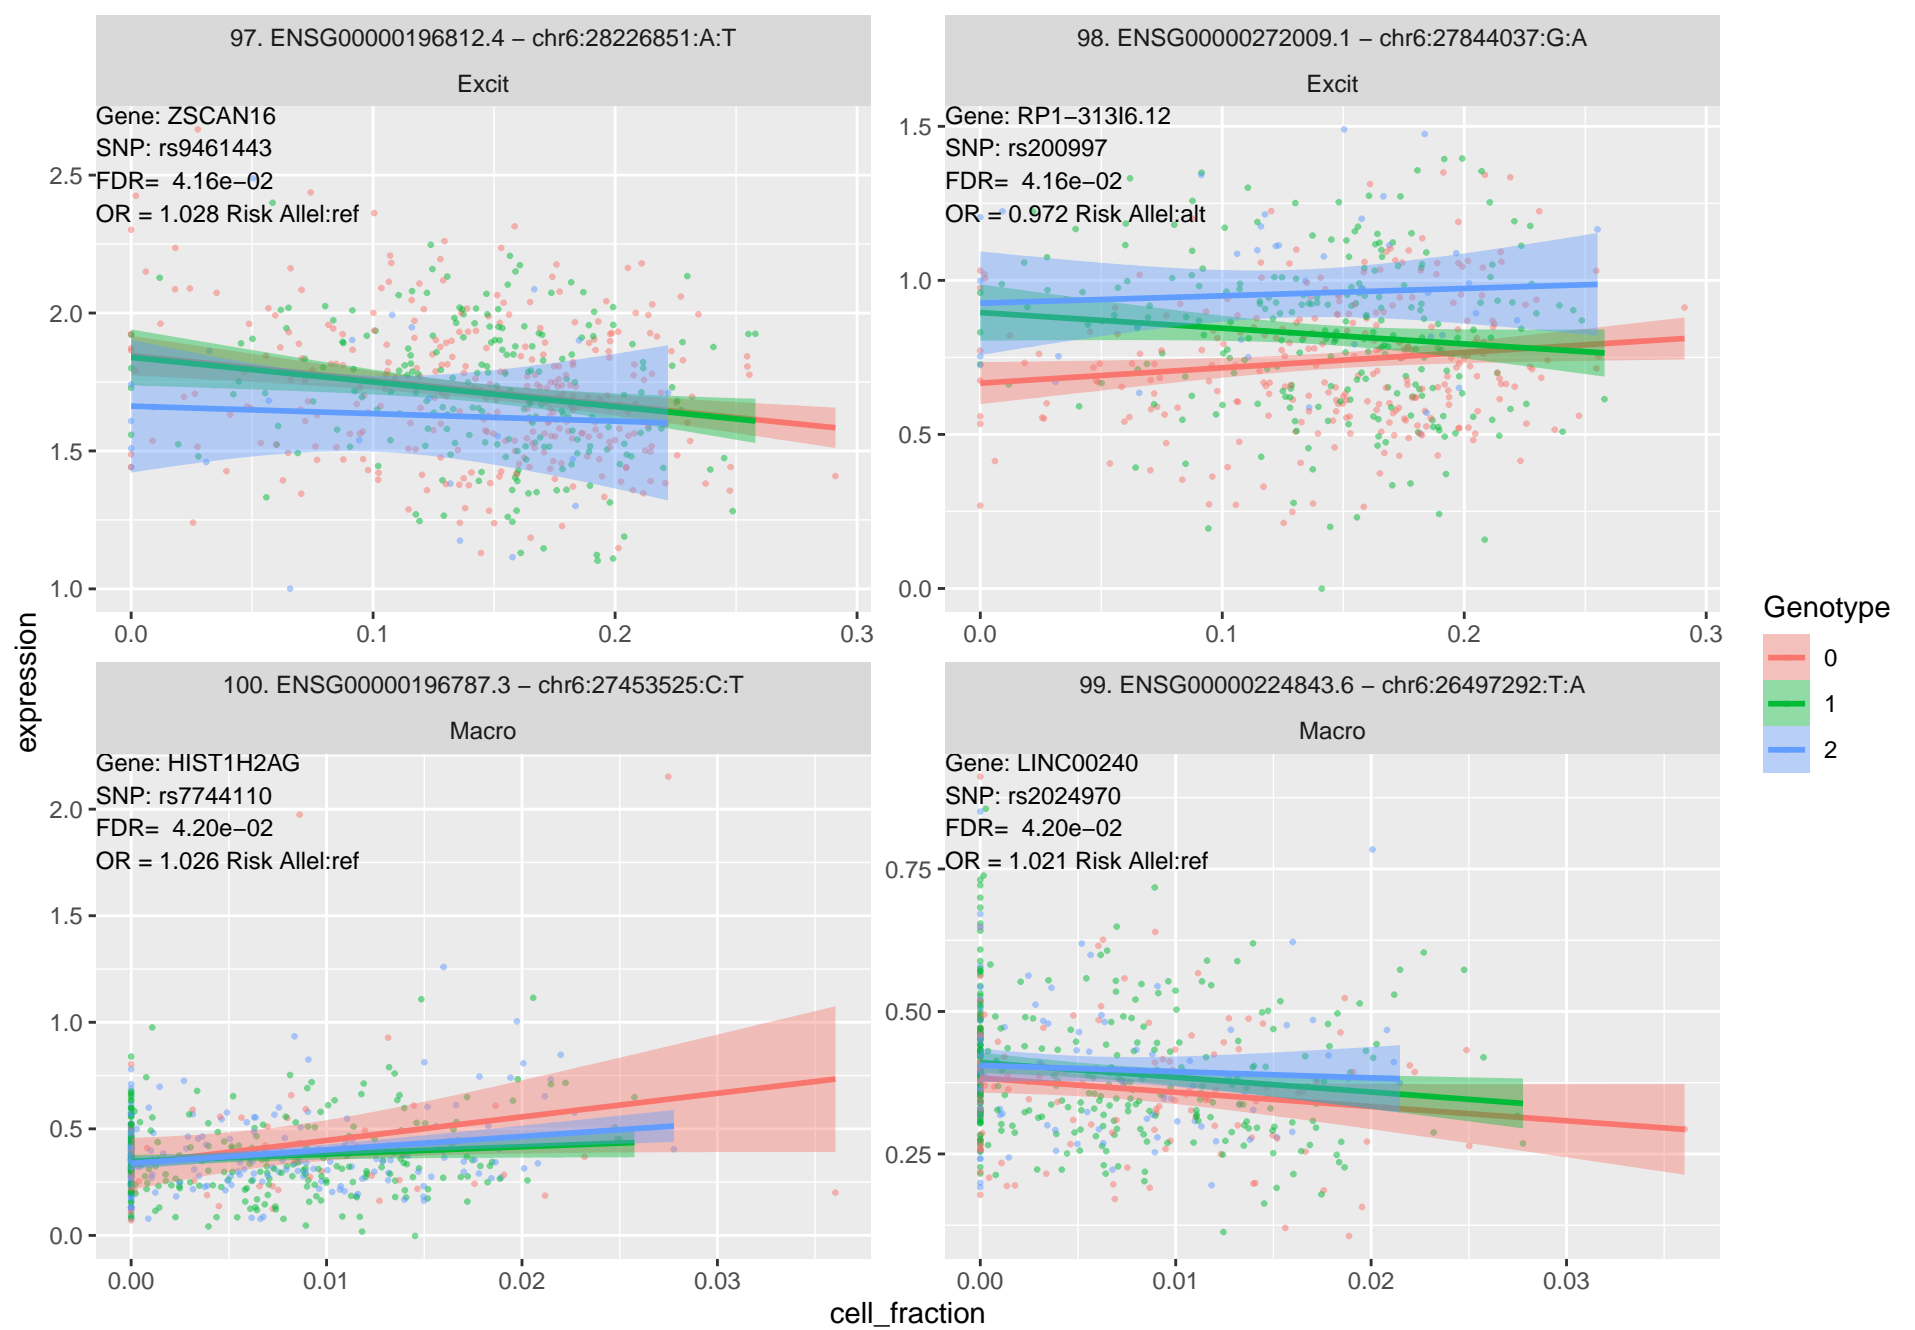 97. ENSG00000196812.4 – chr6:28226851:A:T
Excit
Gene: ZSCAN16
SNP: rs9461443
FDR=  4.16e−02
OR = 1.028 Risk Allel:ref
2.5
2.0
1.5
1.0
0.0 0.1 0.2 0.3
98. ENSG00000272009.1 – chr6:27844037:G:A
Excit
Gene: RP1−313I6.12
SNP: rs200997
FDR=  4.16e−02
OR = 0.972 Risk Allel:alt
1.5
1.0
0.5
0.0
0.0 0.1 0.2 0.3
100. ENSG00000196787.3 – chr6:27453525:C:T
Macro
Gene: HIST1H2AG
SNP: rs7744110
FDR=  4.20e−02
OR = 1.026 Risk Allel:ref
2.0
1.5
1.0
0.5
0.0
0.00 0.01 0.02 0.03
99. ENSG00000224843.6 – chr6:26497292:T:A
Macro
Gene: LINC00240
SNP: rs2024970
FDR=  4.20e−02
OR = 1.021 Risk Allel:ref
0.75
0.50
0.25
0.00 0.01 0.02 0.03
expression
cell_fraction
Genotype
0
1
2